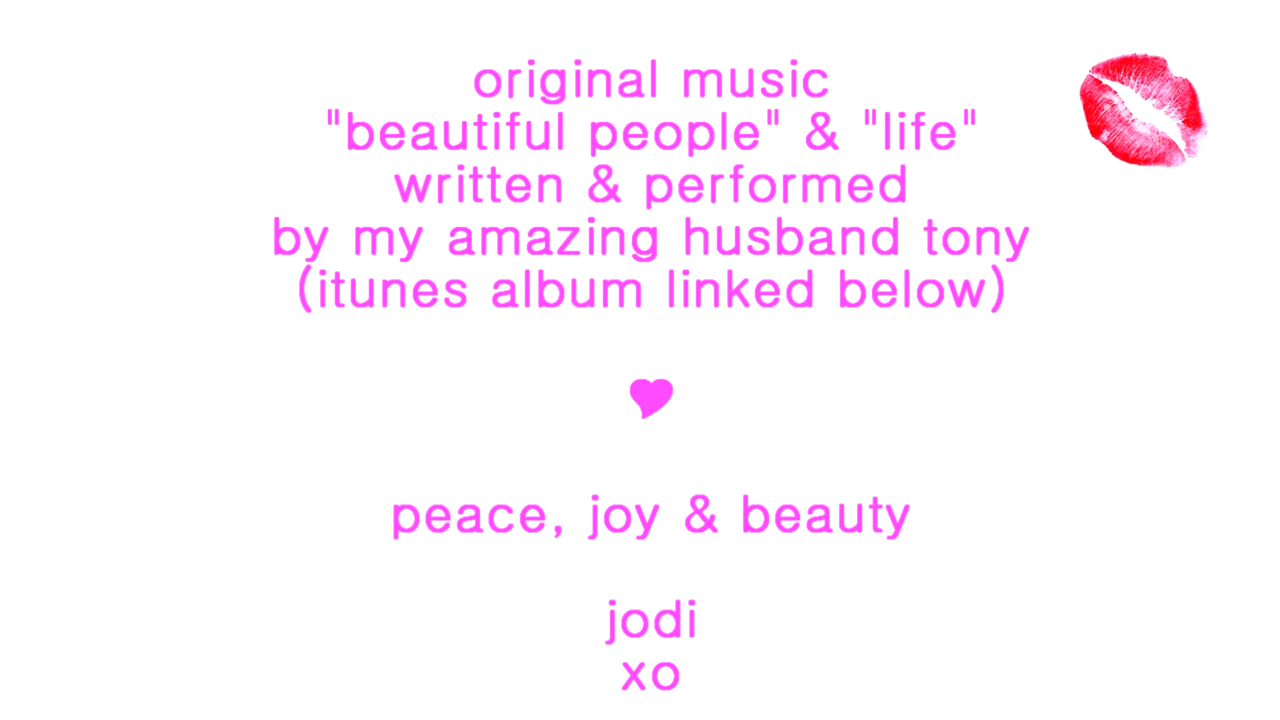 original music
"beautiful people" & "life"
written & performed
by my amazing husband tony
(itunes album linked below)
peace, joy & beauty
jodi
xo